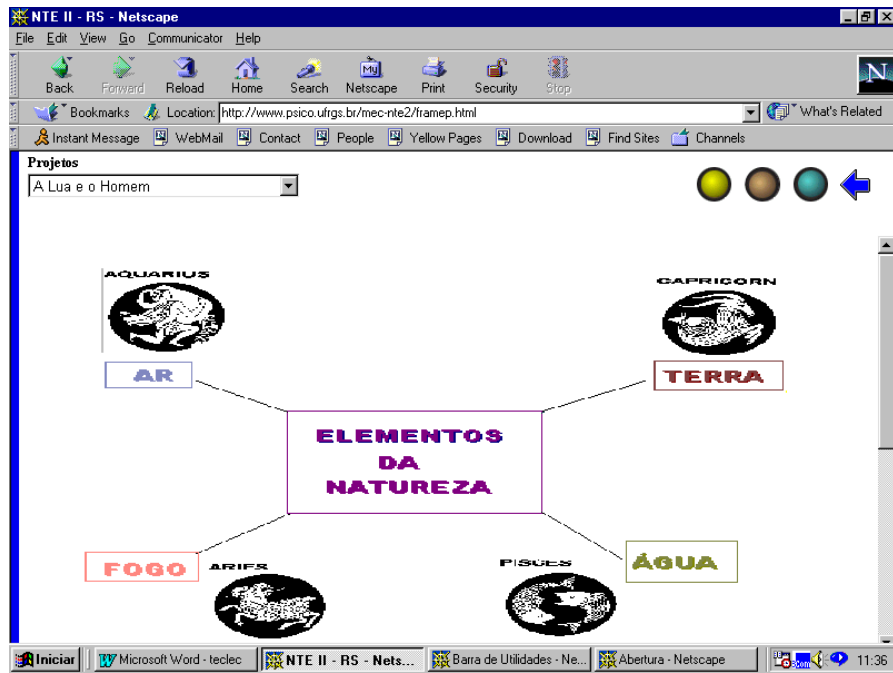 NTE II - RS - Netscape
File Edit View Go Communicator Help
Back Forward Reload Home Search Netscape Print Security Stop
My
N
Bookmarks Location: http://www.psico.ufrgs.br/mec-nte2/framep.html What's Related
Instant Message WebMail Contact People Yellow Pages Download Find Sites Channels
Projetos
A Lua e o Homem
AQUARIUS
CAPRICORN
AR
TERRA
ELEMENTOS
DA
NATUREZA
FOGO
ARIES
PISCES
ÁGUA
Iniciar Microsoft Word - teclec NTE II - RS - Nets... Barra de Utilidades - Ne... Abertura - Netscape 11:36